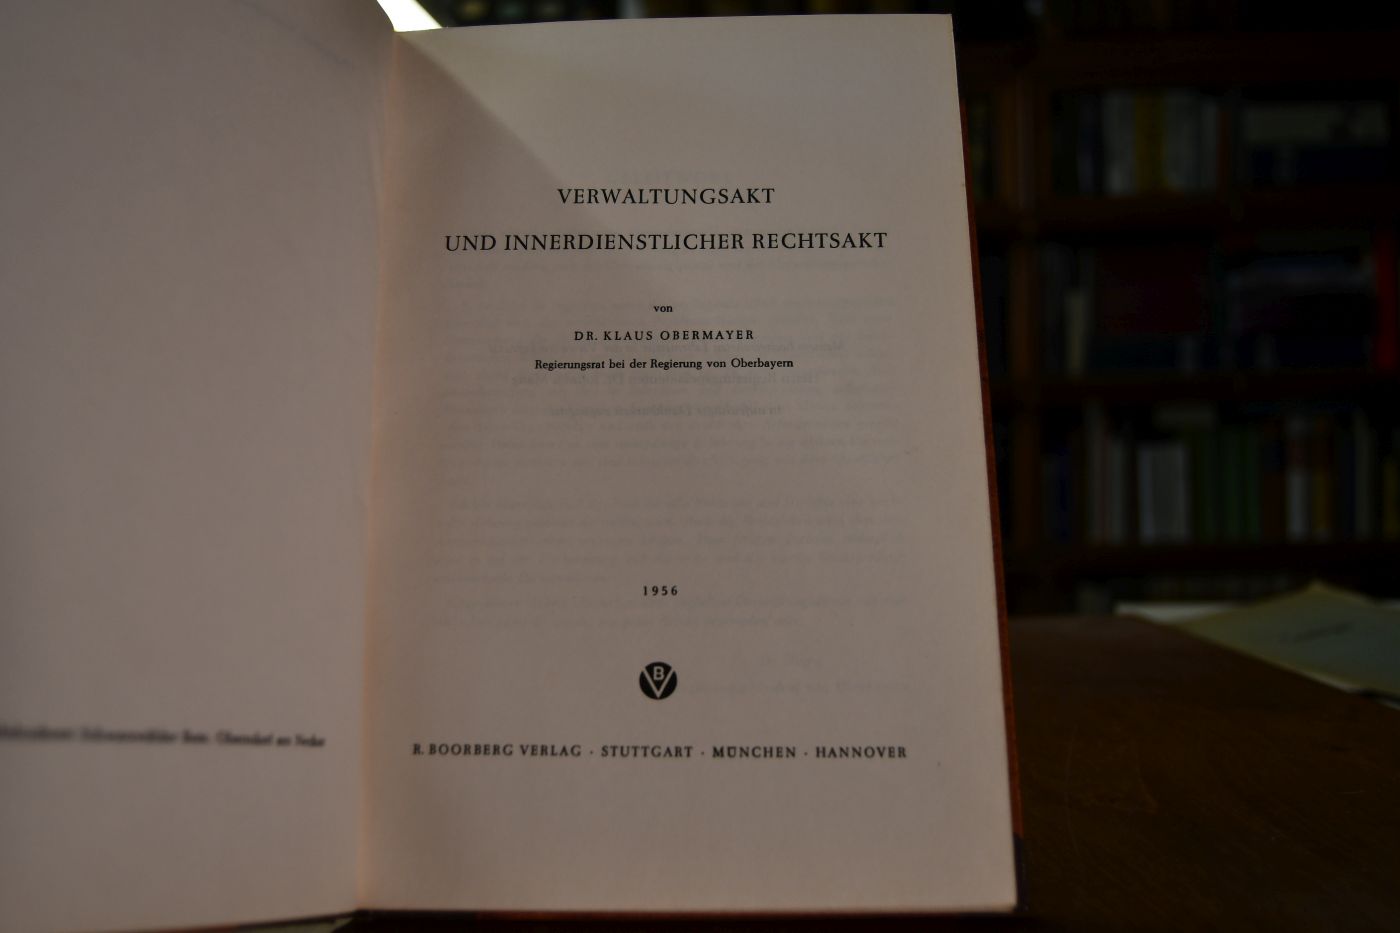 VERWALTUNGSAKT
UND INNERDIENSTLICHER RECHTSAKT
von
DR. KLAUS OBERMAYER
Regierungsrat bei der Regierung von Oberbayern
1956
BV
R. BOORBERG VERLAG · STUTTGART · MÜNCHEN · HANNOVER